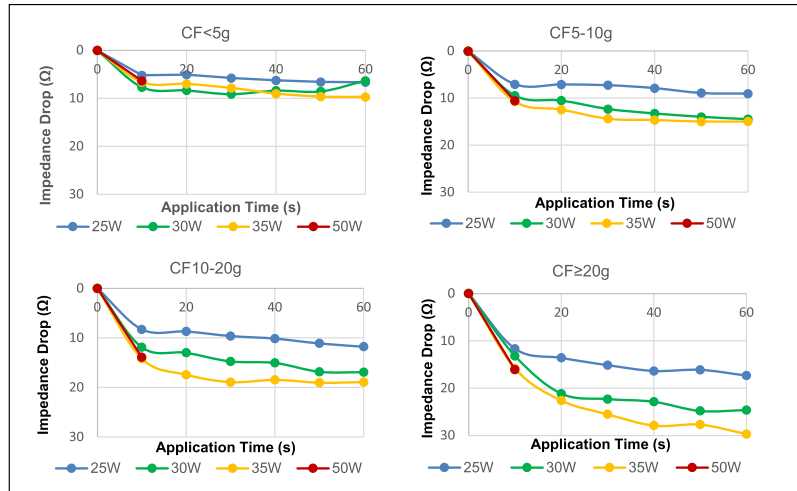 CF<5g
0
0 20 40 60
10
20
30
Impedance Drop (Ω)
Application Time (s)
25W 30W 35W 50W
CF5-10g
0
0 20 40 60
10
20
30
Impedance Drop (Ω)
Application Time (s)
25W 30W 35W 50W
CF10-20g
0
0 20 40 60
10
20
30
Impedance Drop (Ω)
Application Time (s)
25W 30W 35W 50W
CF≥20g
0
0 20 40 60
10
20
30
Impedance Drop (Ω)
Application Time (s)
25W 30W 35W 50W